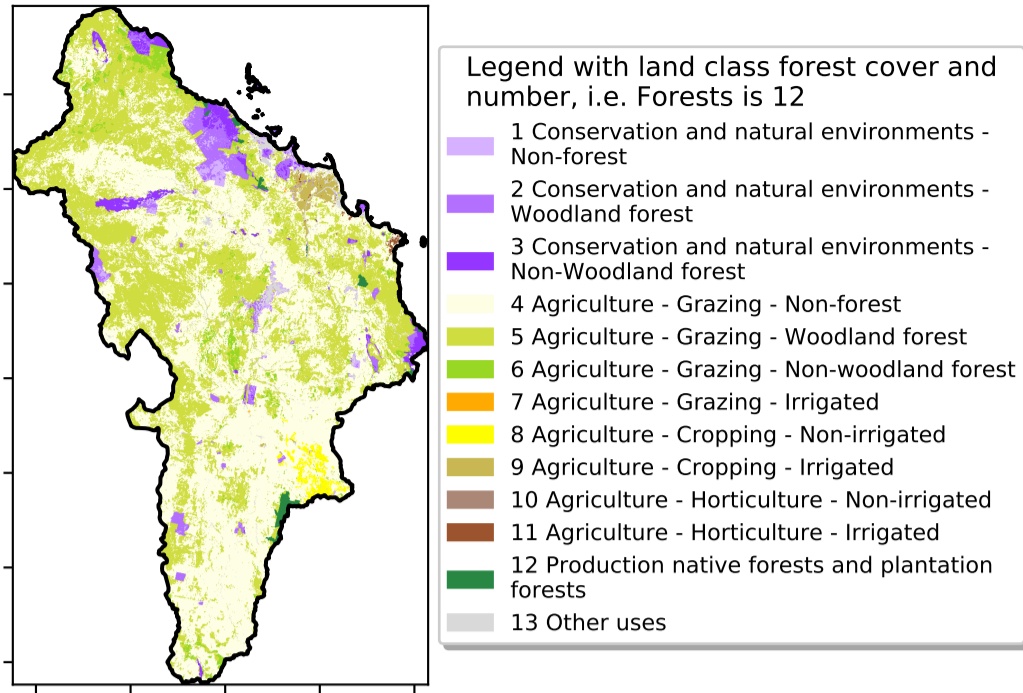 Legend with land class forest cover and
number, i.e. Forests is 12
1 Conservation and natural environments -
Non-forest
2 Conservation and natural environments -
Woodland forest
3 Conservation and natural environments -
Non-Woodland forest
4 Agriculture - Grazing - Non-forest
5 Agriculture - Grazing - Woodland forest
6 Agriculture - Grazing - Non-woodland forest
7 Agriculture - Grazing - Irrigated
8 Agriculture - Cropping - Non-irrigated
9 Agriculture - Cropping - Irrigated
10 Agriculture - Horticulture - Non-irrigated
11 Agriculture - Horticulture - Irrigated
12 Production native forests and plantation
forests
13 Other uses